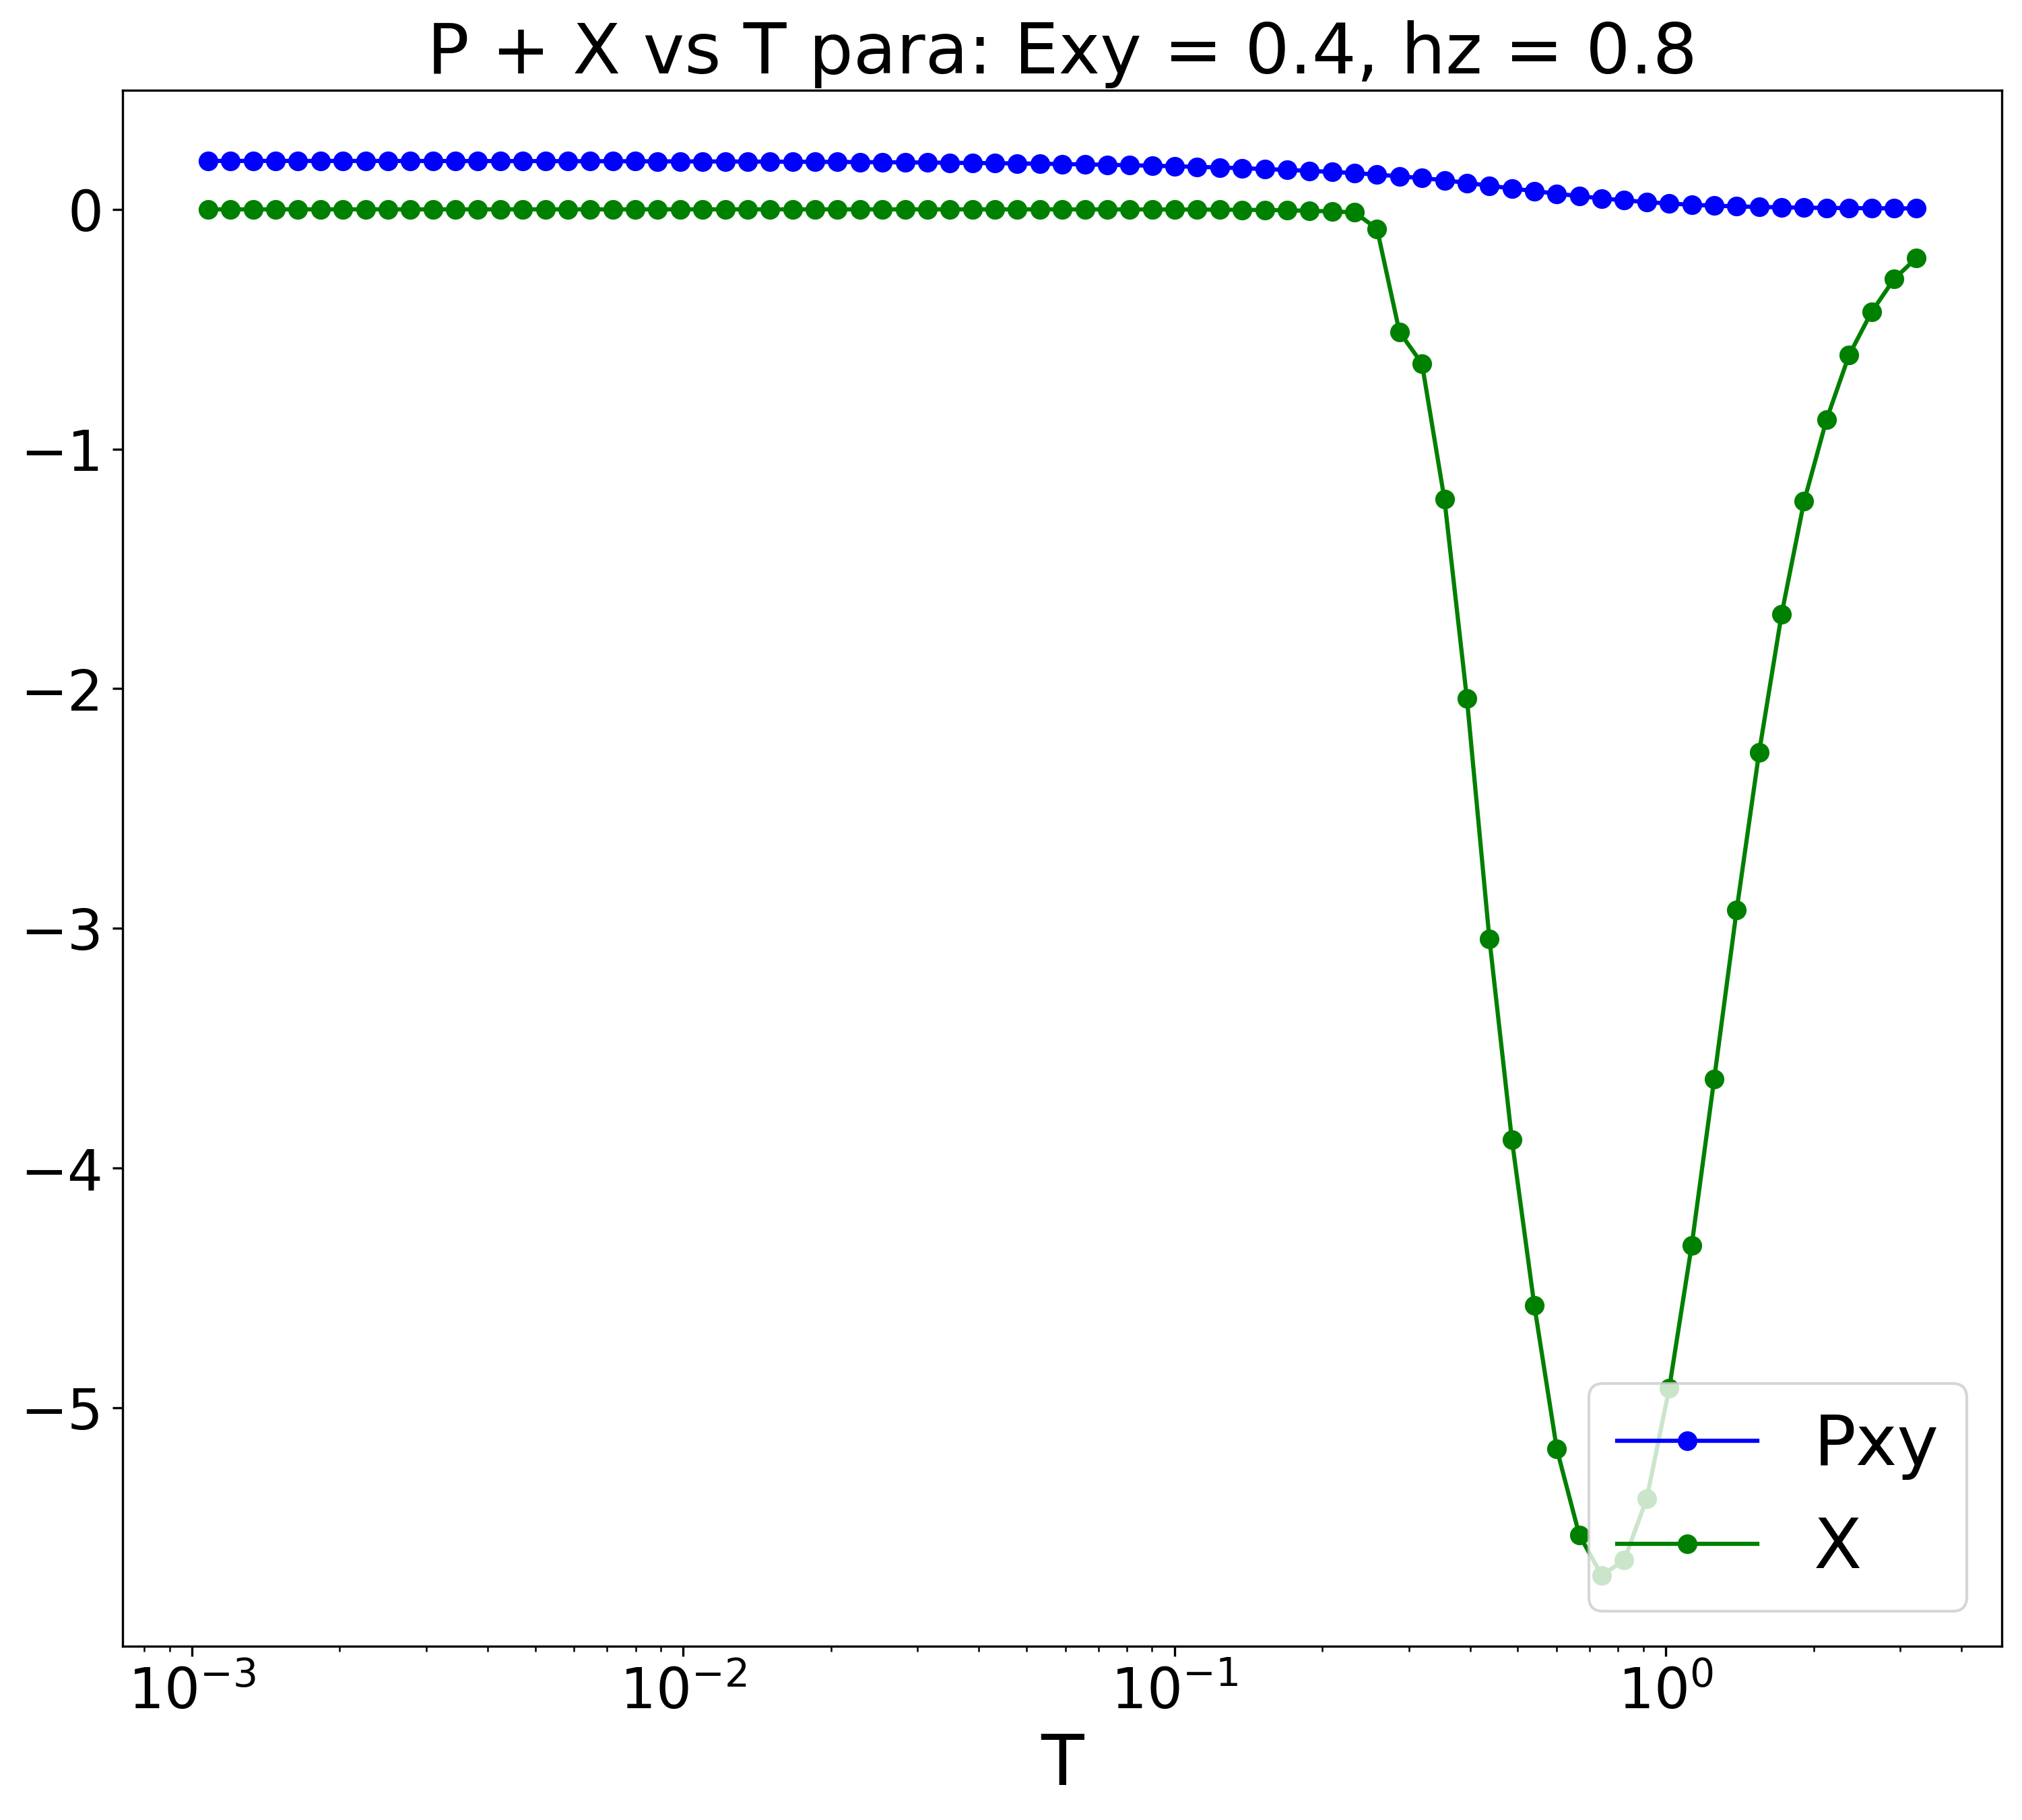 P + X vs T para: Exy = 0.4, hz = 0.8
0
−1
−2
−3
−4
−5
Pxy
X
10⁻³ 10⁻² 10⁻¹ 10⁰
T